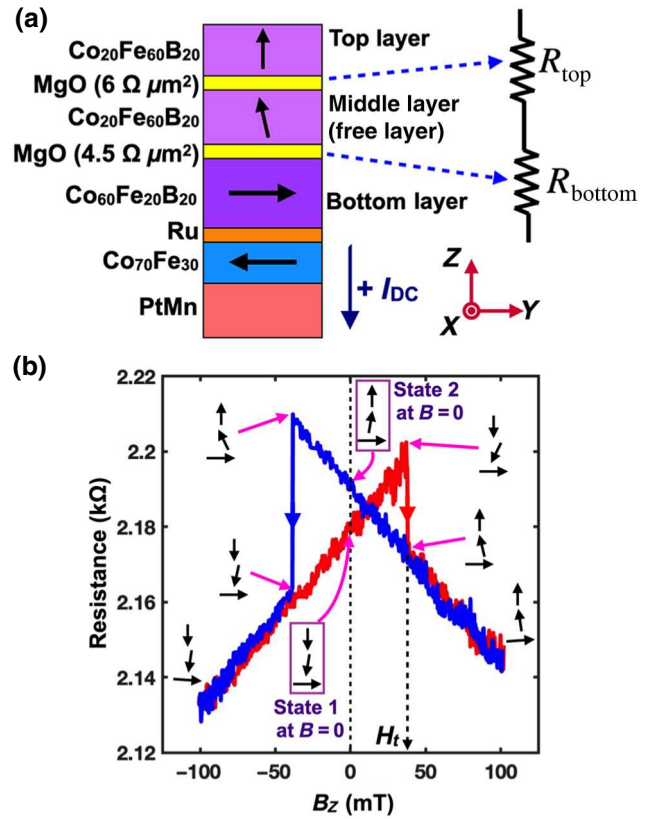 (a)
Co20Fe60B20
Top layer
MgO (6 Ω μm²)
Rtop
Co20Fe60B20
Middle layer
(free layer)
MgO (4.5 Ω μm²)
Co60Fe20B20
Bottom layer
Rbottom
Ru
Co70Fe30
+ IDC
Z
Y
X
PtMn
(b)
2.22
2.2
2.18
2.16
2.14
2.12
Resistance (kΩ)
State 2
at B = 0
State 1
at B = 0
Ht
−100
−50
0
50
100
BZ (mT)